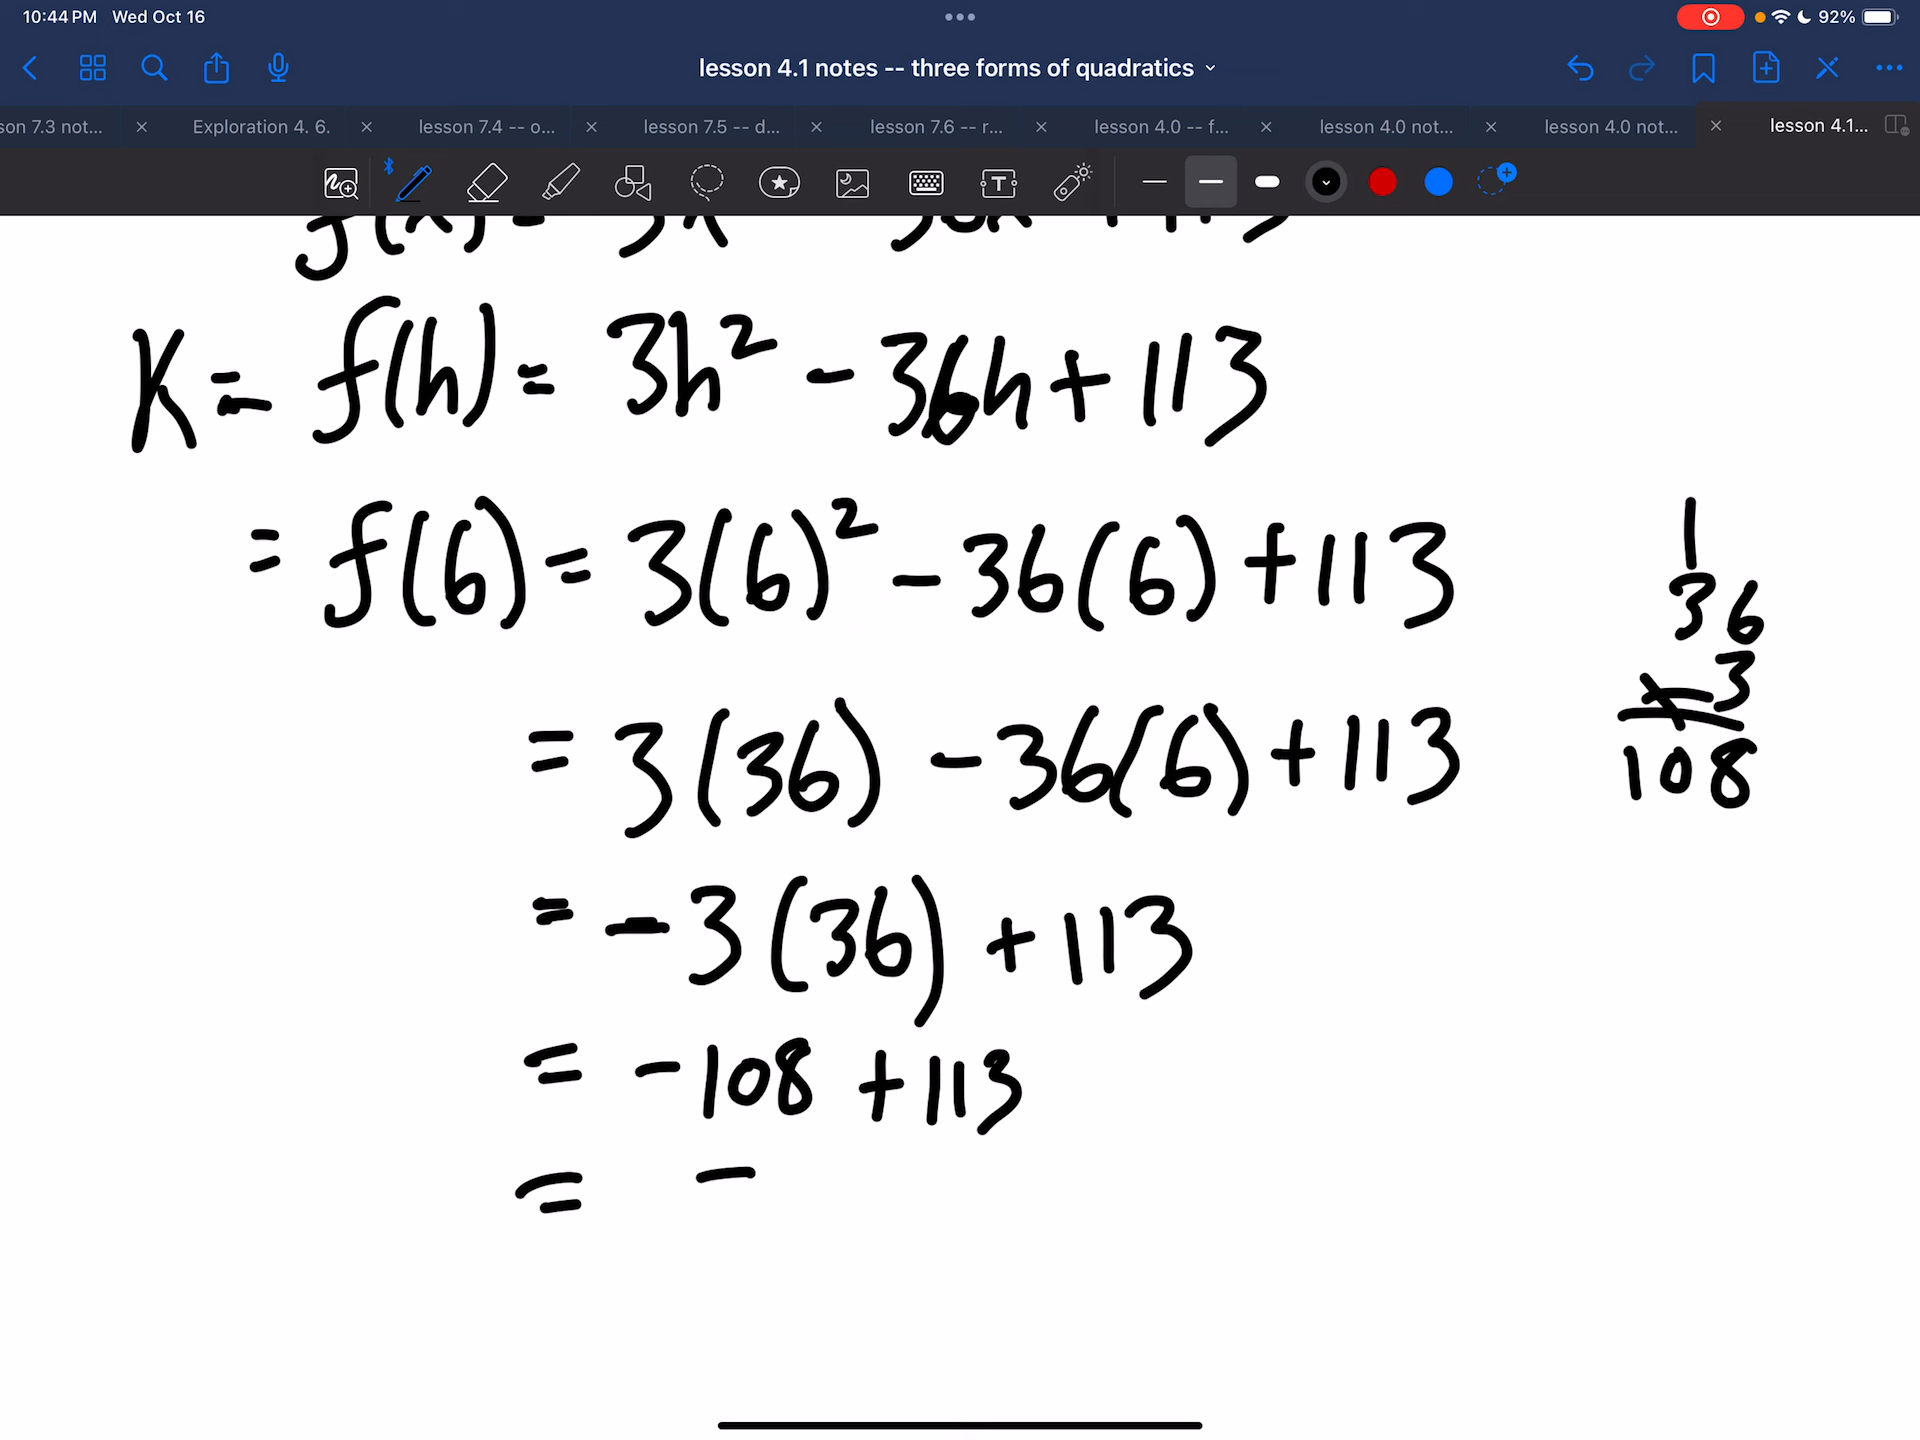 10:44 PM Wed Oct 16
92%
lesson 4.1 notes -- three forms of quadratics
son 7.3 not... Exploration 4. 6. lesson 7.4 -- o... lesson 7.5 -- d... lesson 7.6 -- r... lesson 4.0 -- f... lesson 4.0 not... lesson 4.0 not... lesson 4.1...
K = f(h) = 3h² - 36h + 113
= f(6) = 3(6)² - 36(6) + 113
= 3(36) - 36(6) + 113
= -3(36) + 113
= -108 + 113
= -
1
36
x 3
108